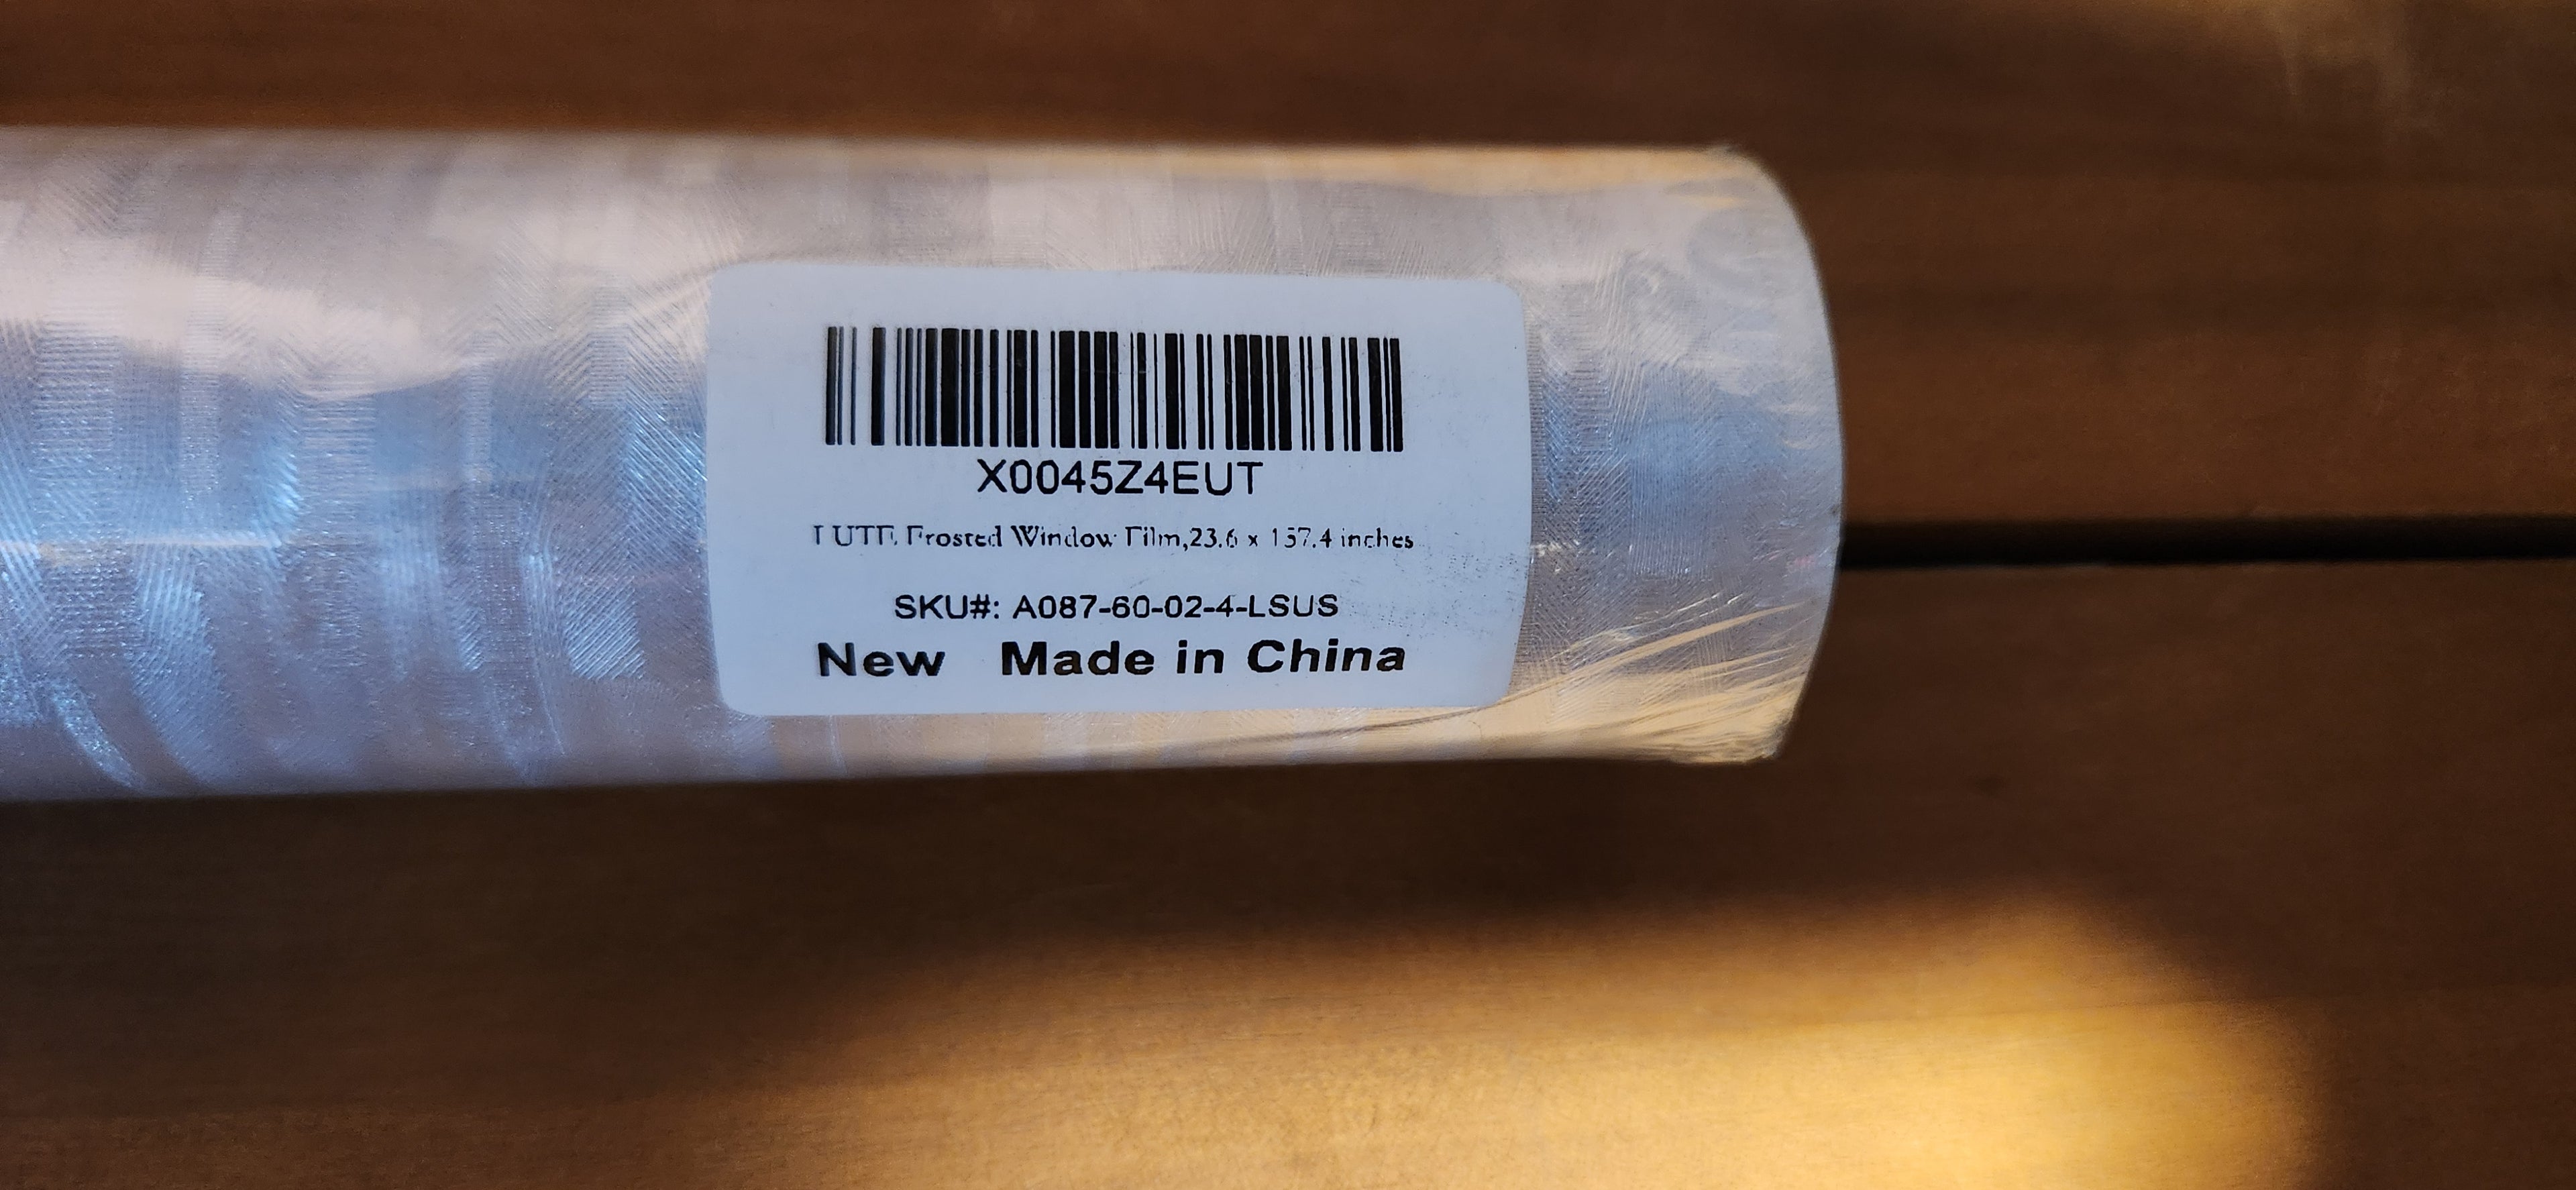 X0045Z4EUT
Frosted Window Film,23.6 x 157.4 inches
SKU#: A087-60-02-4-LSUS
New Made in China